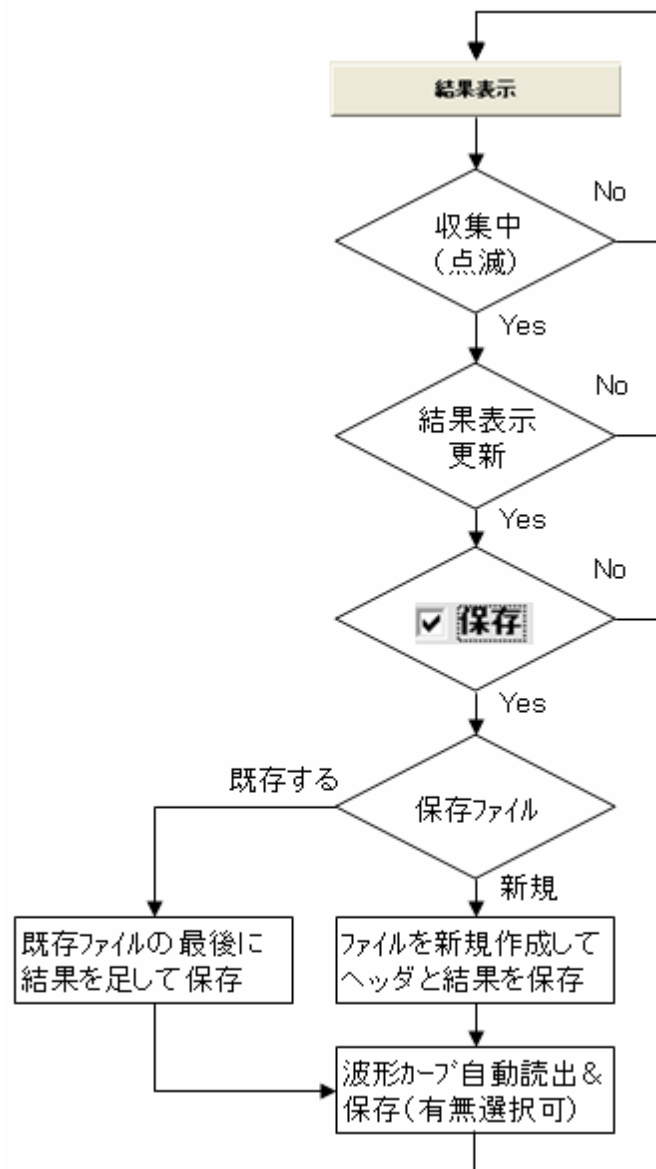 結果表示
No
収集中
(点滅)
Yes
No
結果表示
更新
Yes
No
保存
Yes
既存する
保存ファイル
新規
既存ファイルの最後に
結果を足して保存
ファイルを新規作成して
ヘッダと結果を保存
波形ｶｰﾌﾞ自動読出&
保存(有無選択可)